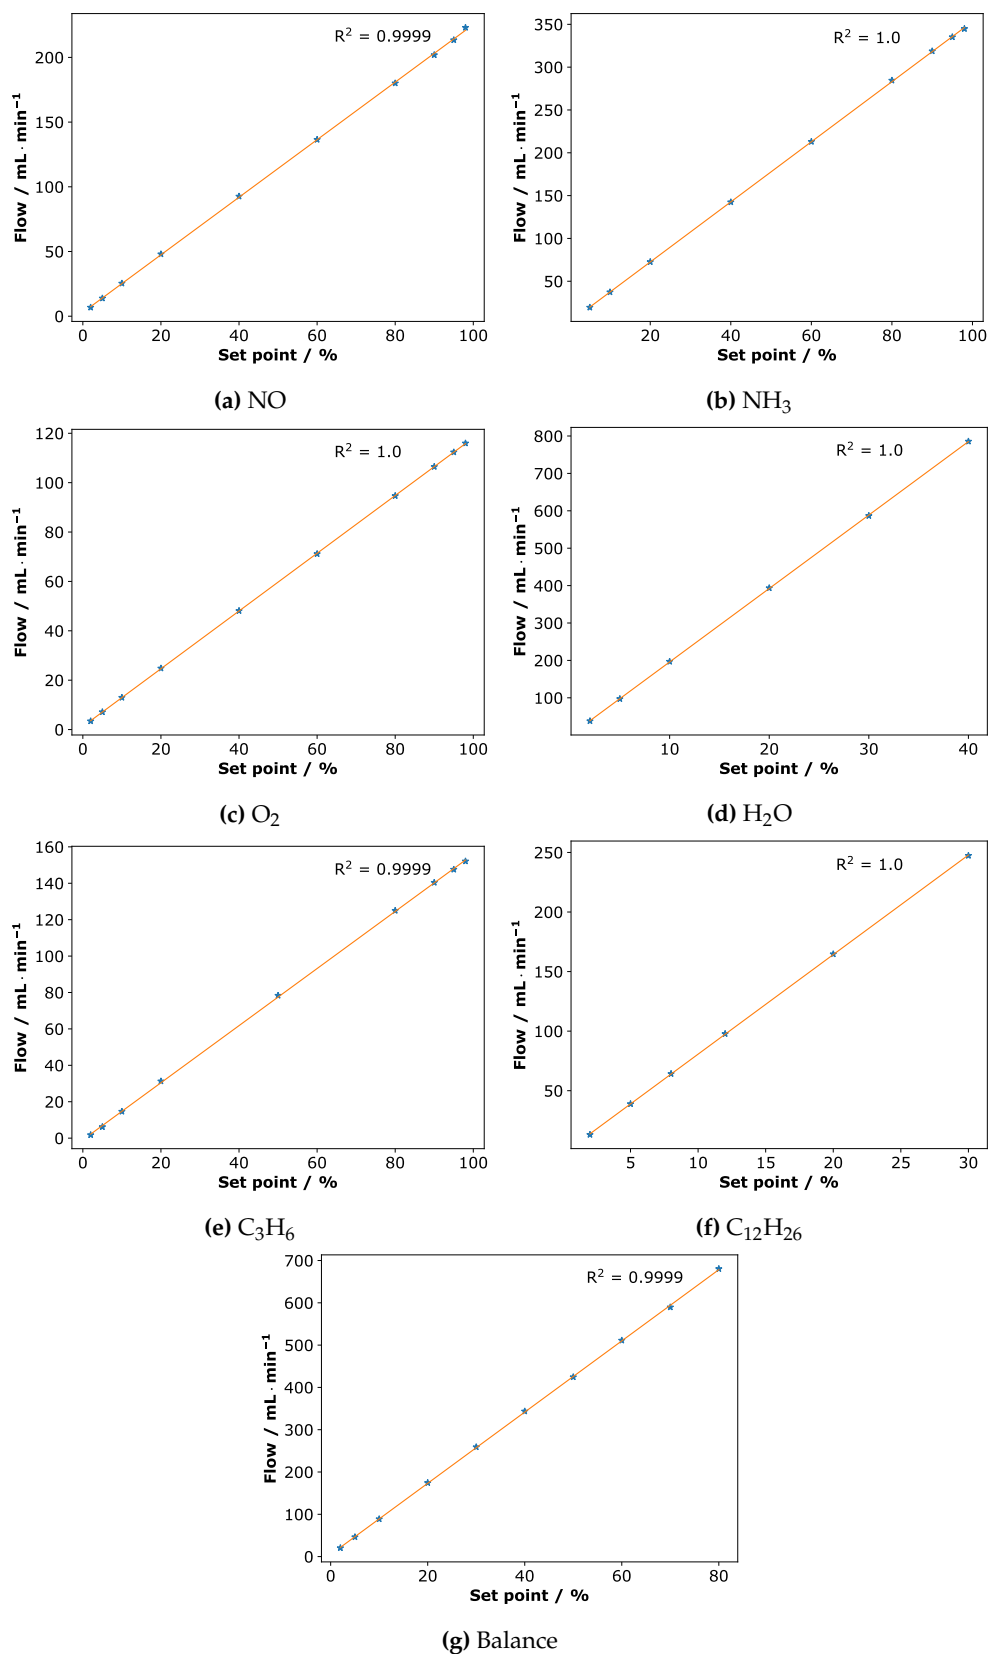 R² = 0.9999
200
150
100
50
0
Flow / mL · min⁻¹
0 20 40 60 80 100
Set point / %
(a) NO
R² = 1.0
350
300
250
200
150
100
50
Flow / mL · min⁻¹
20 40 60 80 100
Set point / %
(b) NH₃
R² = 1.0
120
100
80
60
40
20
0
Flow / mL · min⁻¹
0 20 40 60 80 100
Set point / %
(c) O₂
R² = 1.0
800
700
600
500
400
300
200
100
Flow / mL · min⁻¹
10 20 30 40
Set point / %
(d) H₂O
R² = 0.9999
160
140
120
100
80
60
40
20
0
Flow / mL · min⁻¹
0 20 40 60 80 100
Set point / %
(e) C₃H₆
R² = 1.0
250
200
150
100
50
Flow / mL · min⁻¹
5 10 15 20 25 30
Set point / %
(f) C₁₂H₂₆
R² = 0.9999
700
600
500
400
300
200
100
0
Flow / mL · min⁻¹
0 20 40 60 80
Set point / %
(g) Balance